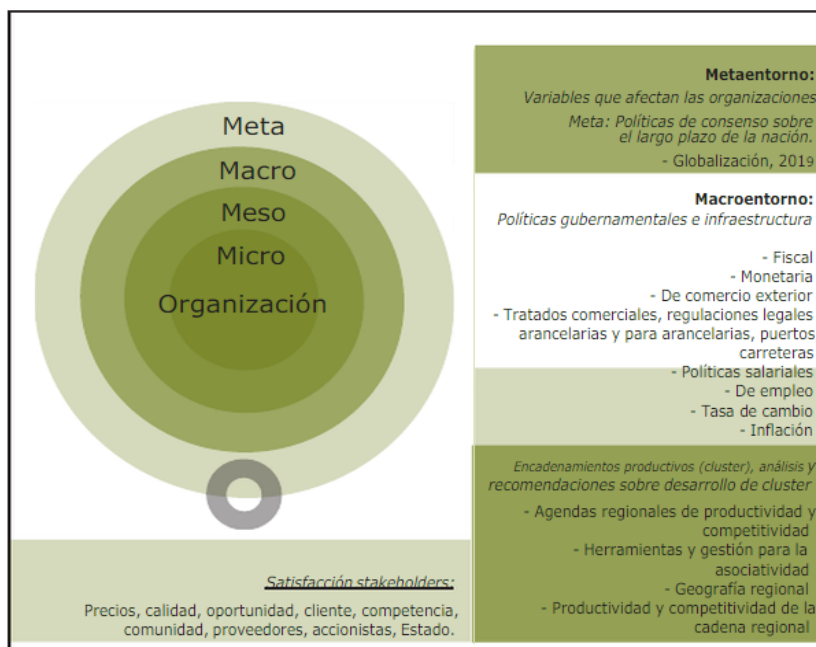 Meta
Macro
Meso
Micro
Organización
Metaentorno:
Variables que afectan las organizaciones
Meta: Políticas de consenso sobre
el largo plazo de la nación.
- Globalización, 2019
Macroentorno:
Políticas gubernamentales e infraestructura
- Fiscal
- Monetaria
- De comercio exterior
- Tratados comerciales, regulaciones legales
arancelarias y para arancelarias, puertos
carreteras
- Políticas salariales
- De empleo
- Tasa de cambio
- Inflación
Encadenamientos productivos (cluster), análisis y
recomendaciones sobre desarrollo de cluster
- Agendas regionales de productividad y
competitividad
- Herramientas y gestión para la
asociatividad
- Geografía regional
- Productividad y competitividad de la
cadena regional
Satisfacción stakeholders:
Precios, calidad, oportunidad, cliente, competencia,
comunidad, proveedores, accionistas, Estado.